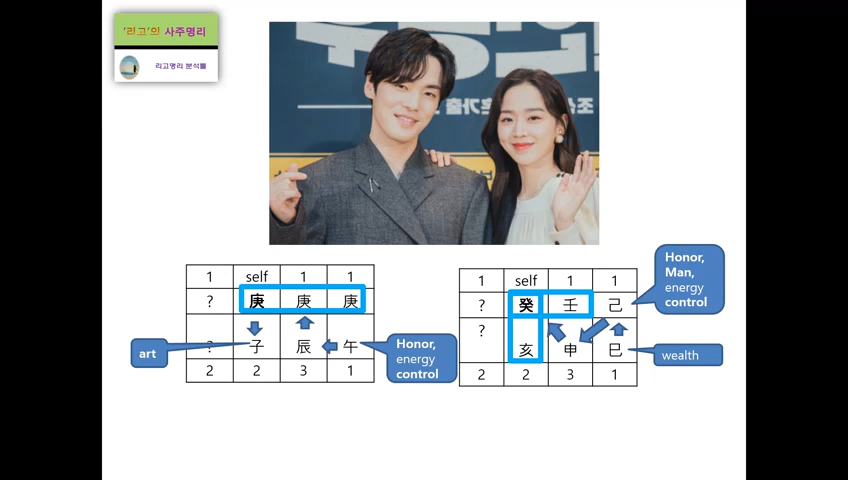 '리고'의 사주명리
리고명리 분석틀
1 self 1 1
? 庚 庚 庚
? 子 辰 午
2 2 3 1
art
Honor,
energy
control
1 self 1 1
? 癸 壬 己
?
亥 申 巳
2 2 3 1
Honor,
Man,
energy
control
wealth